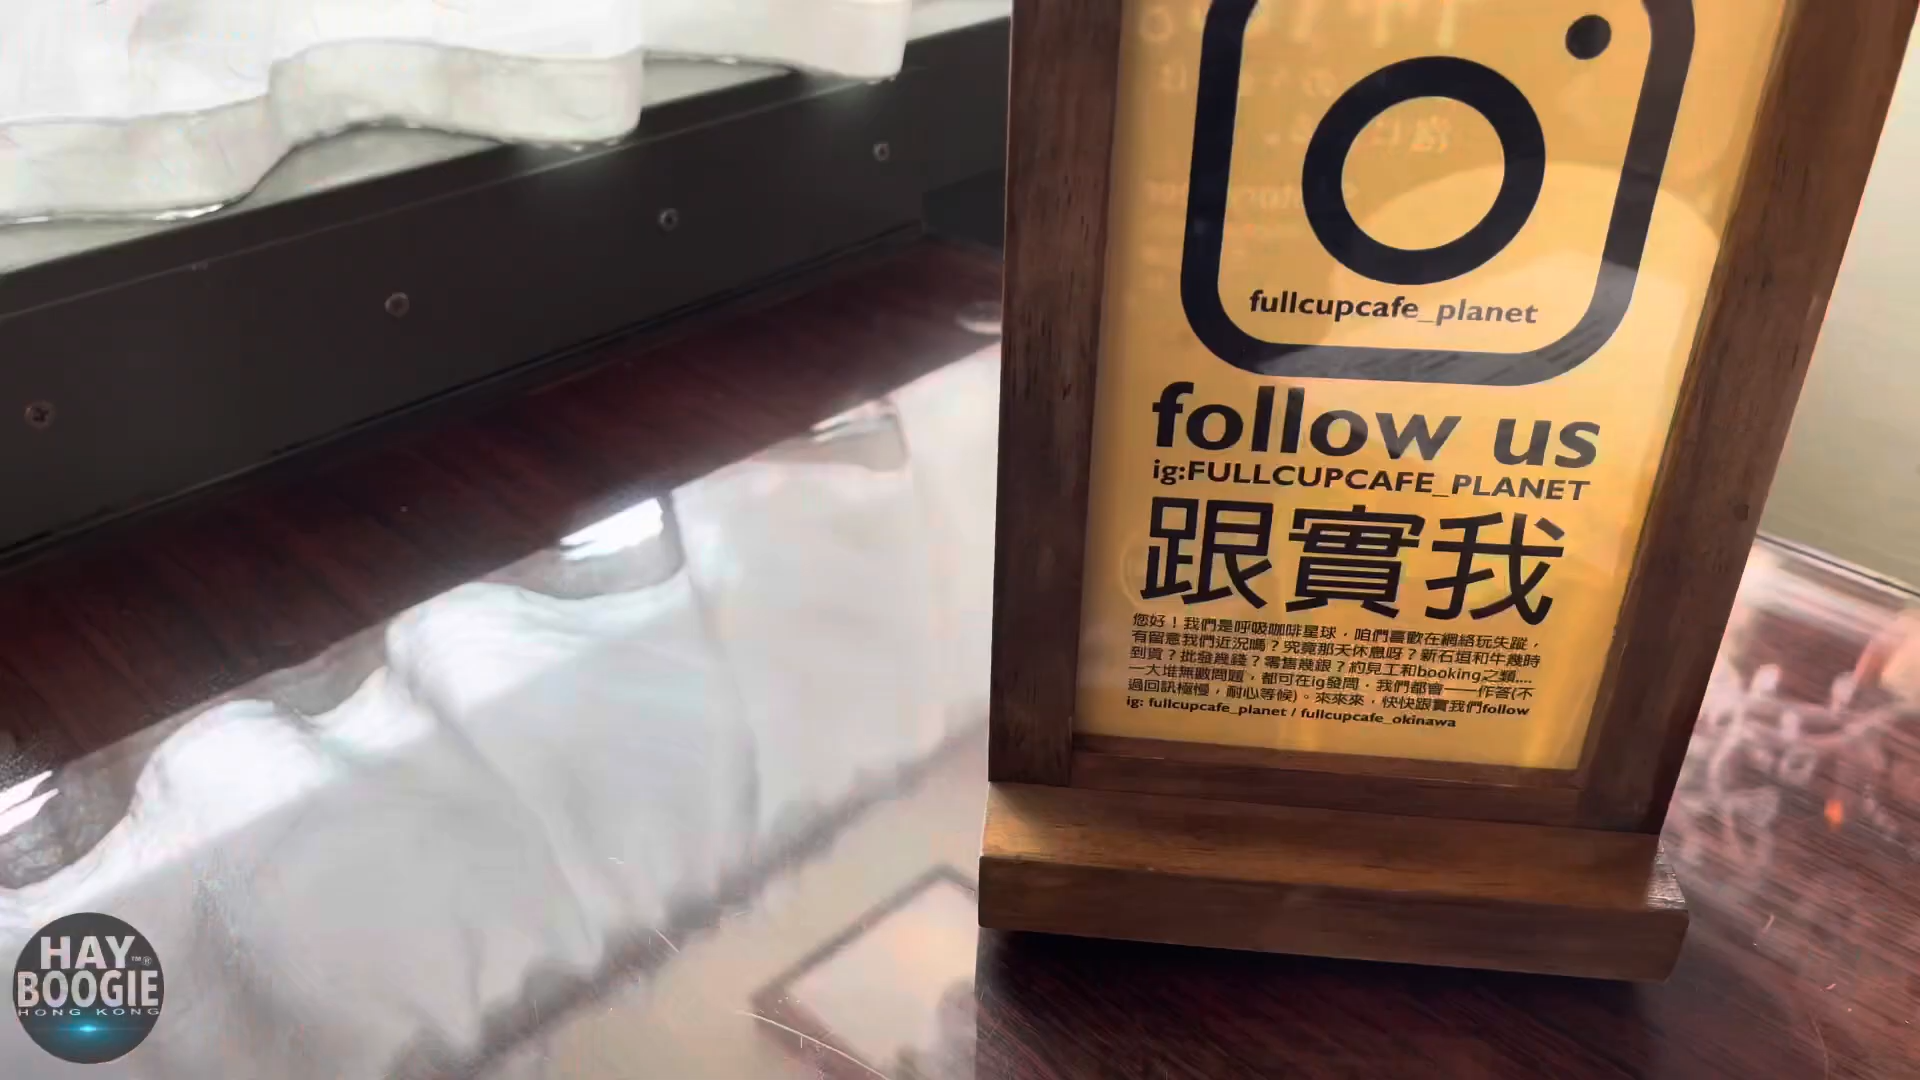 fullcupcafe_planet
follow us
ig:FULLCUPCAFE_PLANET
跟實我
您好！我們是呼吸咖啡星球，咱們喜歡在網絡玩失蹤，
有留意我們近況嗎？究竟那天休息呀？新石垣和牛幾時
到貨？批發幾錢？零售幾銀？約見工和booking之類....
一大堆無數問題，都可在ig發問，我們都會一一作答(不
過回訊極慢，耐心等候)。來來來，快快跟實我們follow
ig: fullcupcafe_planet / fullcupcafe_okinawa
HAY
BOOGIE
HONG KONG